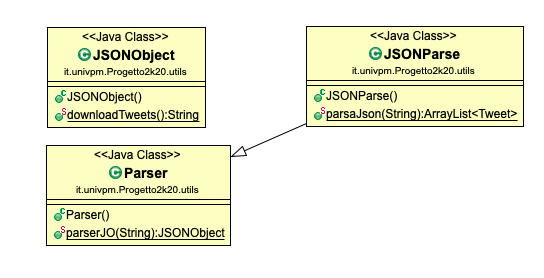 <<Java Class>>
JSONObject
it.univpm.Progetto2k20.utils
JSONObject()
downloadTweets():String
<<Java Class>>
JSONParse
it.univpm.Progetto2k20.utils
JSONParse()
parsaJson(String):ArrayList<Tweet>
<<Java Class>>
Parser
it.univpm.Progetto2k20.utils
Parser()
parserJO(String):JSONObject